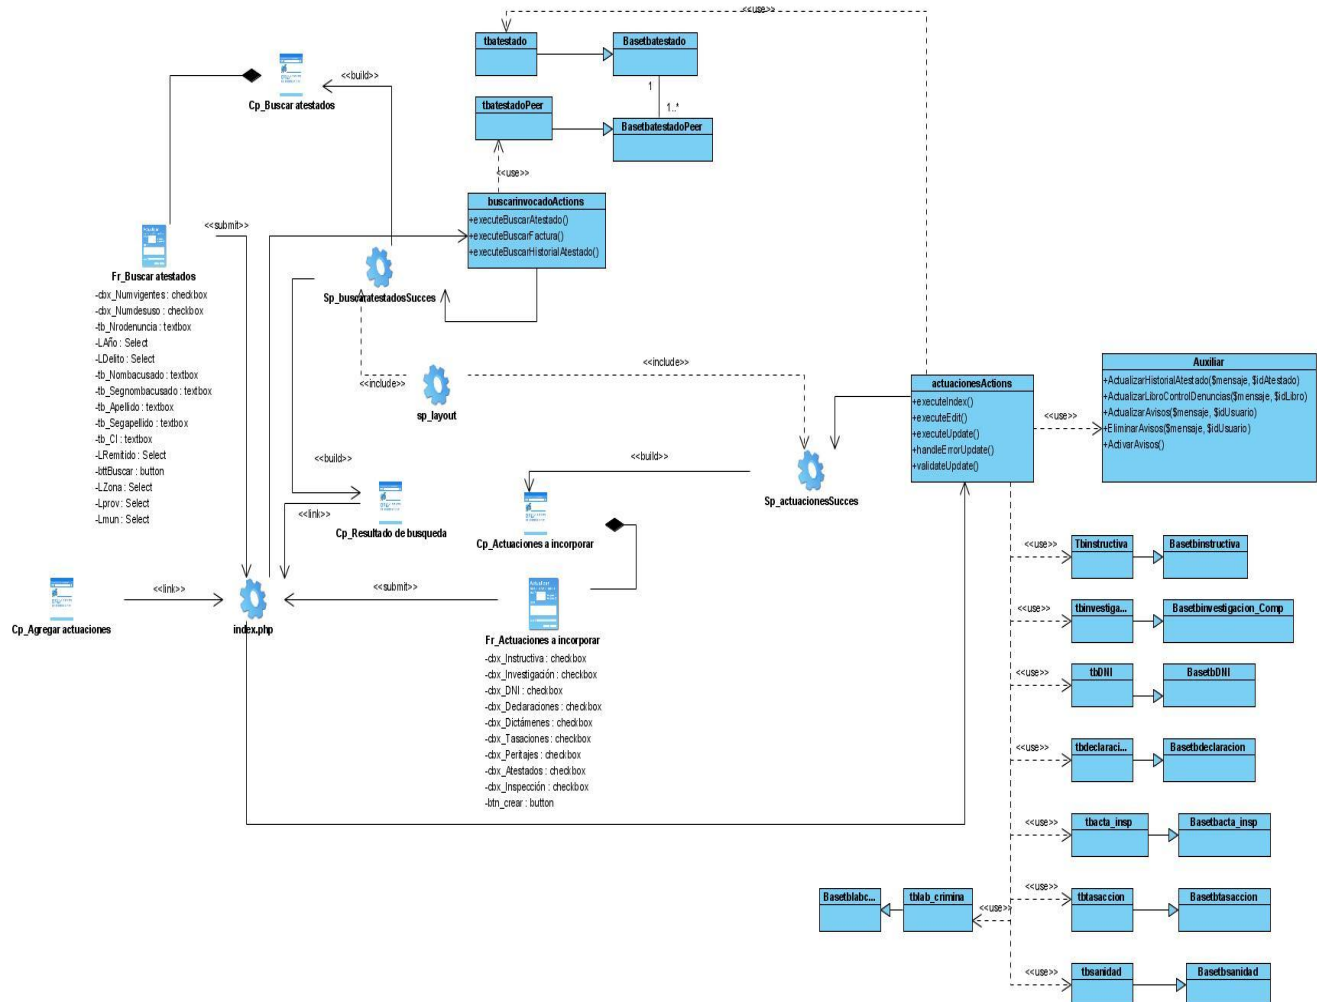 <<use>>
tbatestado
Basetbatestado
1
1..*
tbatestadoPeer
BasetbatestadoPeer
<<use>>
Cp_Buscar atestados
<<build>>
<<submit>>
Fr_Buscar atestados
-cbx_Numvigentes : checkbox
-cbx_Numdesuso : checkbox
-tb_Nrodenuncia : textbox
-LAño : Select
-LDelito : Select
-tb_Nombacusado : textbox
-tb_Segnombacusado : textbox
-tb_Apellido : textbox
-tb_Segapellido : textbox
-tb_CI : textbox
-LRemitido : Select
-bttBuscar : button
-LZona : Select
-Lprov : Select
-Lmun : Select
buscarinvocadoActions
+executeBuscarAtestado()
+executeBuscarFactura()
+executeBuscarHistorialAtestado()
Sp_buscaratestadosSucces
<<include>>
sp_layout
<<include>>
actuacionesActions
+executeIndex()
+executeEdit()
+executeUpdate()
+handleErrorUpdate()
+validateUpdate()
<<use>>
Auxiliar
+ActualizarHistorialAtestado($mensaje, $idAtestado)
+ActualizarLibroControlDenuncias($mensaje, $idLibro)
+ActualizarAvisos($mensaje, $idUsuario)
+EliminarAvisos($mensaje, $idUsuario)
+ActivarAvisos()
<<build>>
<<build>>
Sp_actuacionesSucces
<<link>>
Cp_Resultado de busqueda
Cp_Actuaciones a incorporar
Cp_Agregar actuaciones
<<link>>
index.php
<<submit>>
Fr_Actuaciones a incorporar
-cbx_Instructiva : checkbox
-cbx_Investigación : checkbox
-cbx_DNI : checkbox
-cbx_Declaraciones : checkbox
-cbx_Dictámenes : checkbox
-cbx_Tasaciones : checkbox
-cbx_Peritajes : checkbox
-cbx_Atestados : checkbox
-cbx_Inspección : checkbox
-btn_crear : button
<<use>>
Tbinstructiva
Basetbinstructiva
<<use>>
tbinvestiga...
Basetbinvestigacion_Comp
<<use>>
tbDNI
BasetbDNI
<<use>>
tbdeclaraci...
Basetbdeclaracion
<<use>>
tbacta_insp
Basetbacta_insp
Basetblabc...
tblab_crimina
<<use>>
<<use>>
tbtasaccion
Basetbtasaccion
<<use>>
tbsanidad
Basetbsanidad